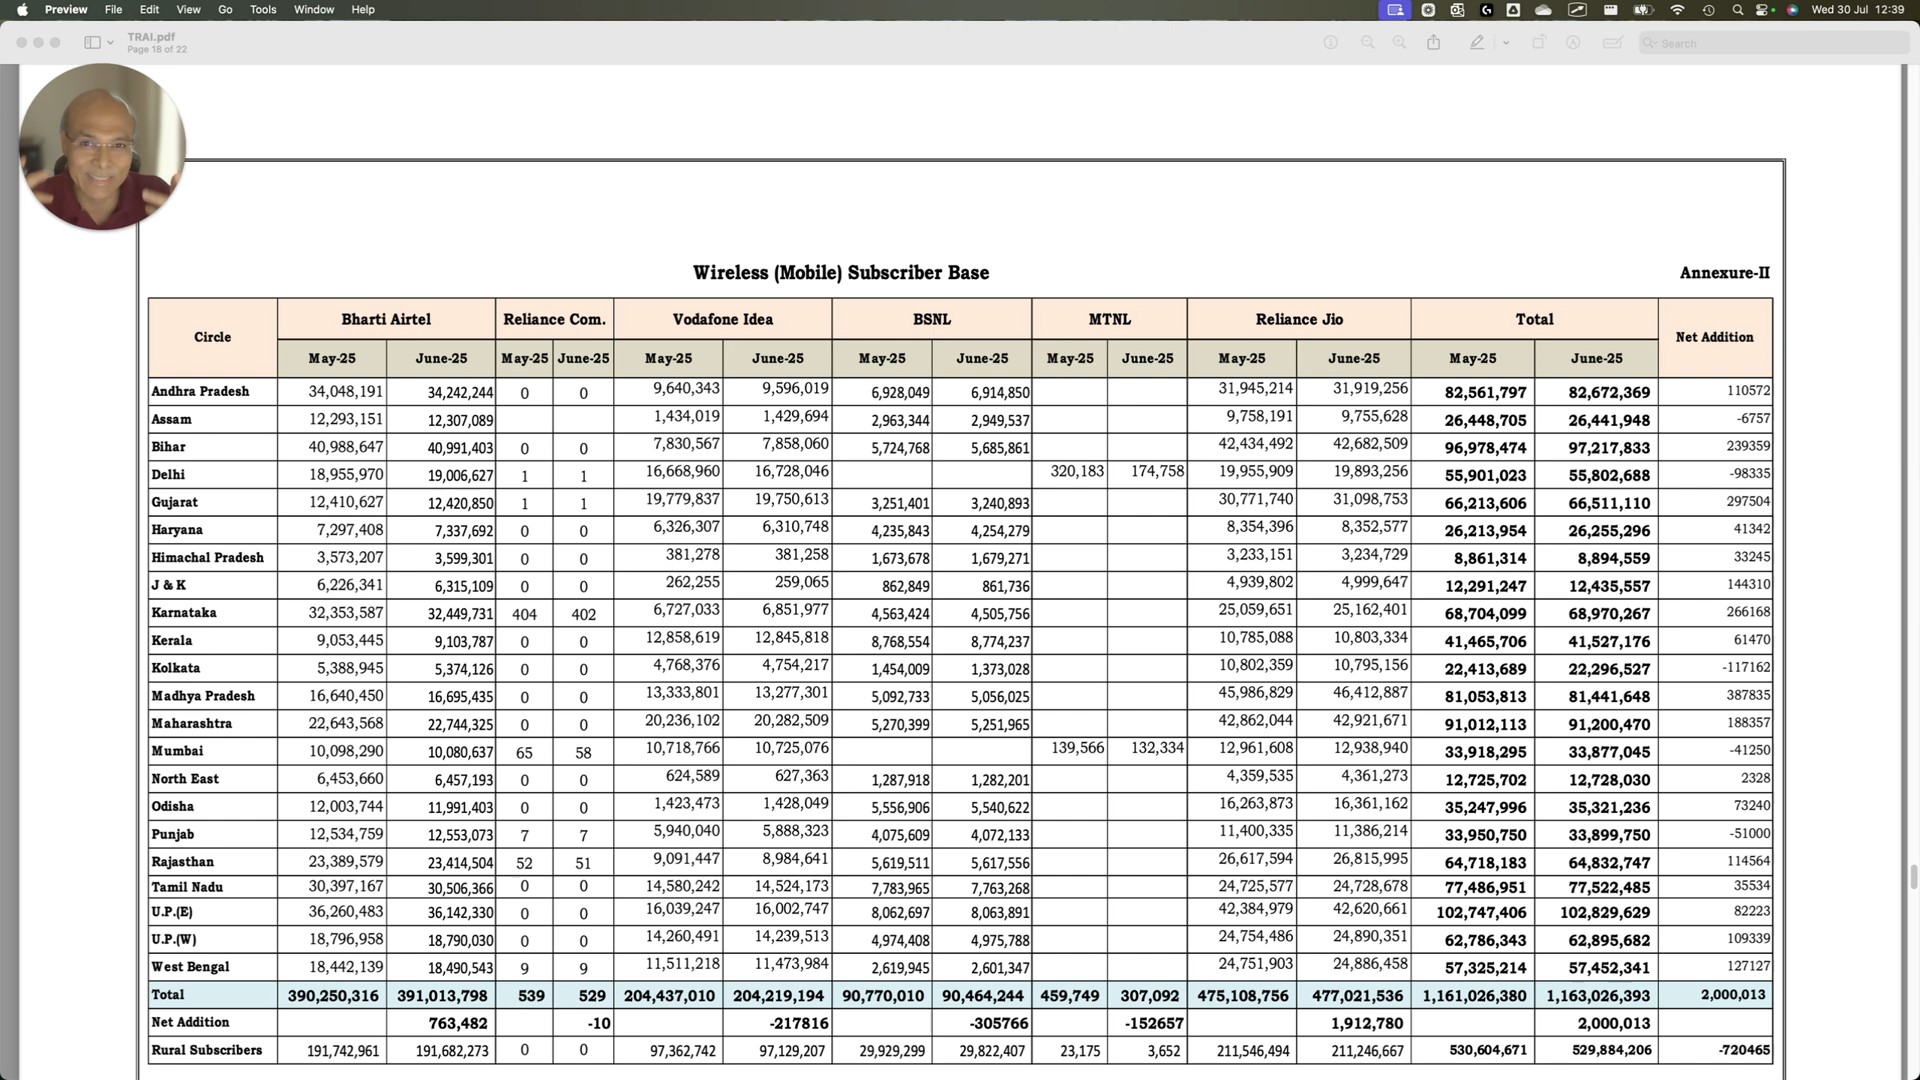 Preview File Edit View Go Tools Window Help Wed 30 Jul 12:39
TRAI.pdf
Page 18 of 22
Search
Wireless (Mobile) Subscriber Base Annexure-II
Circle Bharti Airtel Reliance Com. Vodafone Idea BSNL MTNL Reliance Jio Total Net Addition
May-25 June-25 May-25 June-25 May-25 June-25 May-25 June-25 May-25 June-25 May-25 June-25 May-25 June-25
Andhra Pradesh 34,048,191 34,242,244 0 0 9,640,343 9,596,019 6,928,049 6,914,850 31,945,214 31,919,256 82,561,797 82,672,369 110572
Assam 12,293,151 12,307,089 1,434,019 1,429,694 2,963,344 2,949,537 9,758,191 9,755,628 26,448,705 26,441,948 -6757
Bihar 40,988,647 40,991,403 0 0 7,830,567 7,858,060 5,724,768 5,685,861 42,434,492 42,682,509 96,978,474 97,217,833 239359
Delhi 18,955,970 19,006,627 1 1 16,668,960 16,728,046 320,183 174,758 19,955,909 19,893,256 55,901,023 55,802,688 -98335
Gujarat 12,410,627 12,420,850 1 1 19,779,837 19,750,613 3,251,401 3,240,893 30,771,740 31,098,753 66,213,606 66,511,110 297504
Haryana 7,297,408 7,337,692 0 0 6,326,307 6,310,748 4,235,843 4,254,279 8,354,396 8,352,577 26,213,954 26,255,296 41342
Himachal Pradesh 3,573,207 3,599,301 0 0 381,278 381,258 1,673,678 1,679,271 3,233,151 3,234,729 8,861,314 8,894,559 33245
J & K 6,226,341 6,315,109 0 0 262,255 259,065 862,849 861,736 4,939,802 4,999,647 12,291,247 12,435,557 144310
Karnataka 32,353,587 32,449,731 404 402 6,727,033 6,851,977 4,563,424 4,505,756 25,059,651 25,162,401 68,704,099 68,970,267 266168
Kerala 9,053,445 9,103,787 0 0 12,858,619 12,845,818 8,768,554 8,774,237 10,785,088 10,803,334 41,465,706 41,527,176 61470
Kolkata 5,388,945 5,374,126 0 0 4,768,376 4,754,217 1,454,009 1,373,028 10,802,359 10,795,156 22,413,689 22,296,527 -117162
Madhya Pradesh 16,640,450 16,695,435 0 0 13,333,801 13,277,301 5,092,733 5,056,025 45,986,829 46,412,887 81,053,813 81,441,648 387835
Maharashtra 22,643,568 22,744,325 0 0 20,236,102 20,282,509 5,270,399 5,251,965 42,862,044 42,921,671 91,012,113 91,200,470 188357
Mumbai 10,098,290 10,080,637 65 58 10,718,766 10,725,076 139,566 132,334 12,961,608 12,938,940 33,918,295 33,877,045 -41250
North East 6,453,660 6,457,193 0 0 624,589 627,363 1,287,918 1,282,201 4,359,535 4,361,273 12,725,702 12,728,030 2328
Odisha 12,003,744 11,991,403 0 0 1,423,473 1,428,049 5,556,906 5,540,622 16,263,873 16,361,162 35,247,996 35,321,236 73240
Punjab 12,534,759 12,553,073 7 7 5,940,040 5,888,323 4,075,609 4,072,133 11,400,335 11,386,214 33,950,750 33,899,750 -51000
Rajasthan 23,389,579 23,414,504 52 51 9,091,447 8,984,641 5,619,511 5,617,556 26,617,594 26,815,995 64,718,183 64,832,747 114564
Tamil Nadu 30,397,167 30,506,366 0 0 14,580,242 14,524,173 7,783,965 7,763,268 24,725,577 24,728,678 77,486,951 77,522,485 35534
U.P.(E) 36,260,483 36,142,330 0 0 16,039,247 16,002,747 8,062,697 8,063,891 42,384,979 42,620,661 102,747,406 102,829,629 82223
U.P.(W) 18,796,958 18,790,030 0 0 14,260,491 14,239,513 4,974,408 4,975,788 24,754,486 24,890,351 62,786,343 62,895,682 109339
West Bengal 18,442,139 18,490,543 9 9 11,511,218 11,473,984 2,619,945 2,601,347 24,751,903 24,886,458 57,325,214 57,452,341 127127
Total 390,250,316 391,013,798 539 529 204,437,010 204,219,194 90,770,010 90,464,244 459,749 307,092 475,108,756 477,021,536 1,161,026,380 1,163,026,393 2,000,013
Net Addition 763,482 -10 -217816 -305766 -152657 1,912,780 2,000,013
Rural Subscribers 191,742,961 191,682,273 0 0 97,362,742 97,129,207 29,929,299 29,822,407 23,175 3,652 211,546,494 211,246,667 530,604,671 529,884,206 -720465